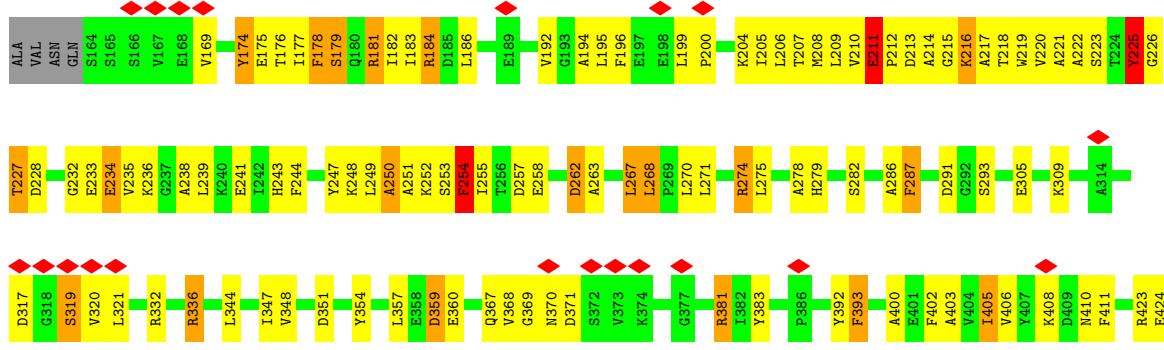 ALA VAL ASN GLN S164 S165 S166 V167 E168 V169 Y174 E175 T176 I177 F178 S179 Q180 R181 I182 I183 R184 D185 L186 E189 V192 G193 A194 L195 F196 E197 E198 L199 P200 K204 I205 L206 T207 M208 L209 V210 E211 P212 D213 A214 G215 K216 A217 T218 W219 V220 A221 A222 S223 T224 Y225 G226
T227 D228 G232 E233 E234 V235 K236 G237 A238 L239 K240 E241 I242 H243 F244 Y247 K248 L249 A250 A251 K252 S253 F254 I255 T256 D257 E258 D262 A263 L267 L268 P269 L270 L271 R274 L275 A278 H279 S282 A286 F287 D291 G292 S293 E305 K309 A314
D317 G318 S319 V320 L321 R332 R336 L344 I347 V348 D351 Y354 L357 E358 D359 E360 Q367 V368 G369 N370 D371 S372 V373 K374 G377 R381 I382 Y383 P386 Y392 F393 A400 E401 F402 A403 V404 I405 V406 Y407 K408 D409 N410 F411 R423 E424